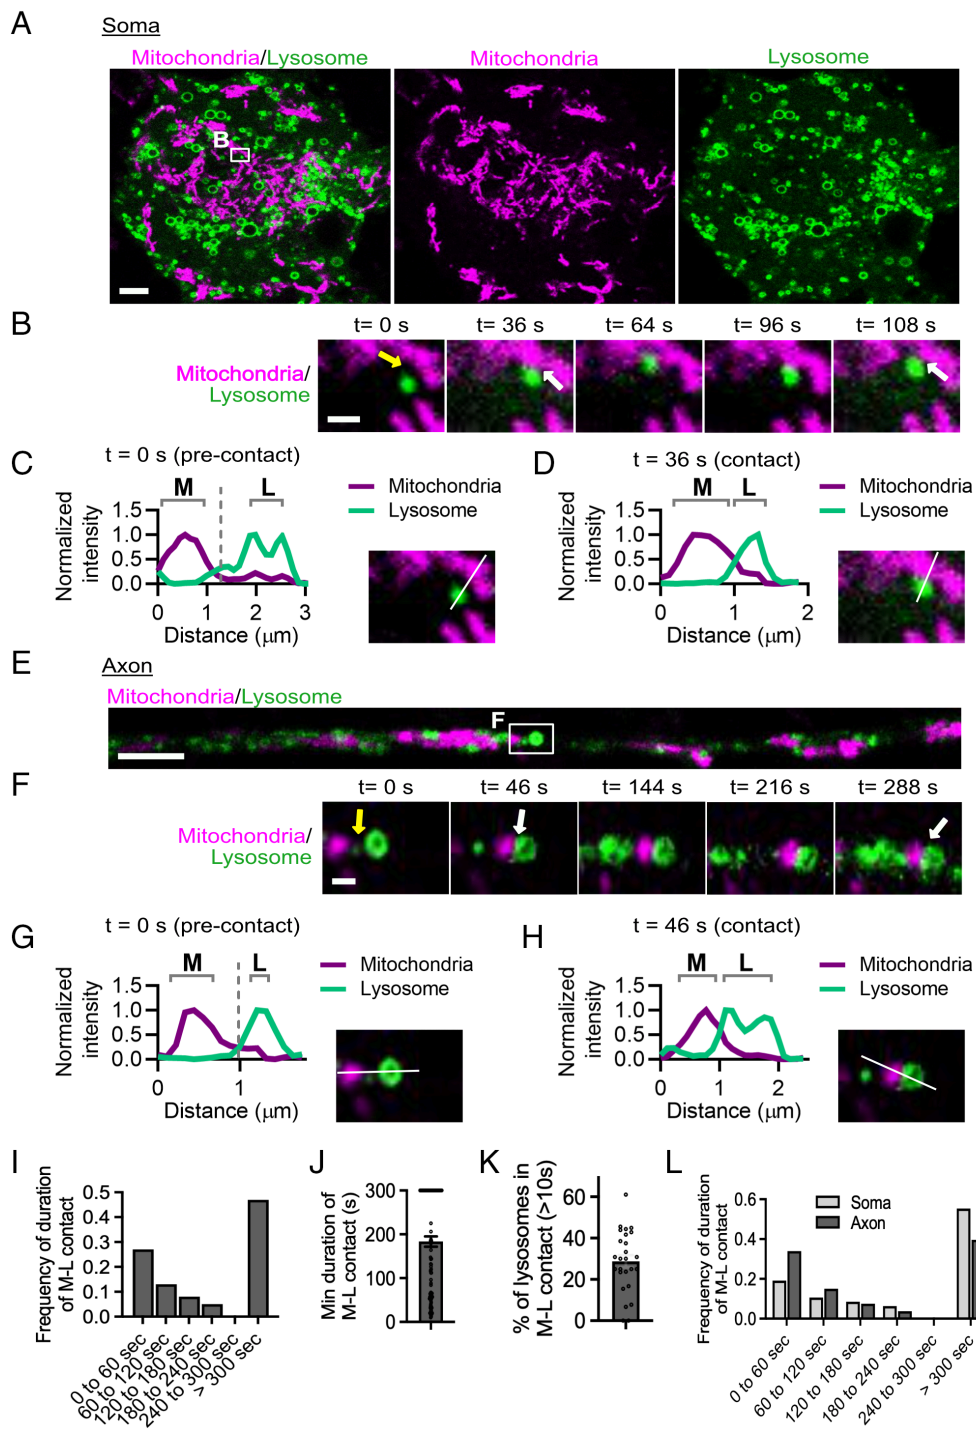 A
Soma
Mitochondria/Lysosome
Mitochondria
Lysosome
B
B
t= 0 s
t= 36 s
t= 64 s
t= 96 s
t= 108 s
Mitochondria/
Lysosome
C
t = 0 s (pre-contact)
M
L
Mitochondria
Lysosome
Normalized
intensity
1.5
1.0
0.5
0.0
0
1
2
3
Distance (μm)
D
t = 36 s (contact)
M
L
Mitochondria
Lysosome
Normalized
intensity
1.5
1.0
0.5
0.0
0
1
2
Distance (μm)
E
Axon
Mitochondria/Lysosome
F
F
t= 0 s
t= 46 s
t= 144 s
t= 216 s
t= 288 s
Mitochondria/
Lysosome
G
t = 0 s (pre-contact)
M
L
Mitochondria
Lysosome
Normalized
intensity
1.5
1.0
0.5
0.0
0
1
Distance (μm)
H
t = 46 s (contact)
M
L
Mitochondria
Lysosome
Normalized
intensity
1.5
1.0
0.5
0.0
0
1
2
Distance (μm)
I
Frequency of duration
of M-L contact
0.5
0.4
0.3
0.2
0.1
0.0
0 to 60 sec
60 to 120 sec
120 to 180 sec
180 to 240 sec
240 to 300 sec
> 300 sec
J
Min duration of
M-L contact (s)
300
200
100
0
K
% of lysosomes in
M-L contact (>10s)
60
40
20
0
L
Frequency of duration
of M-L contact
0.6
0.4
0.2
0.0
Soma
Axon
0 to 60 sec
60 to 120 sec
120 to 180 sec
180 to 240 sec
240 to 300 sec
> 300 sec